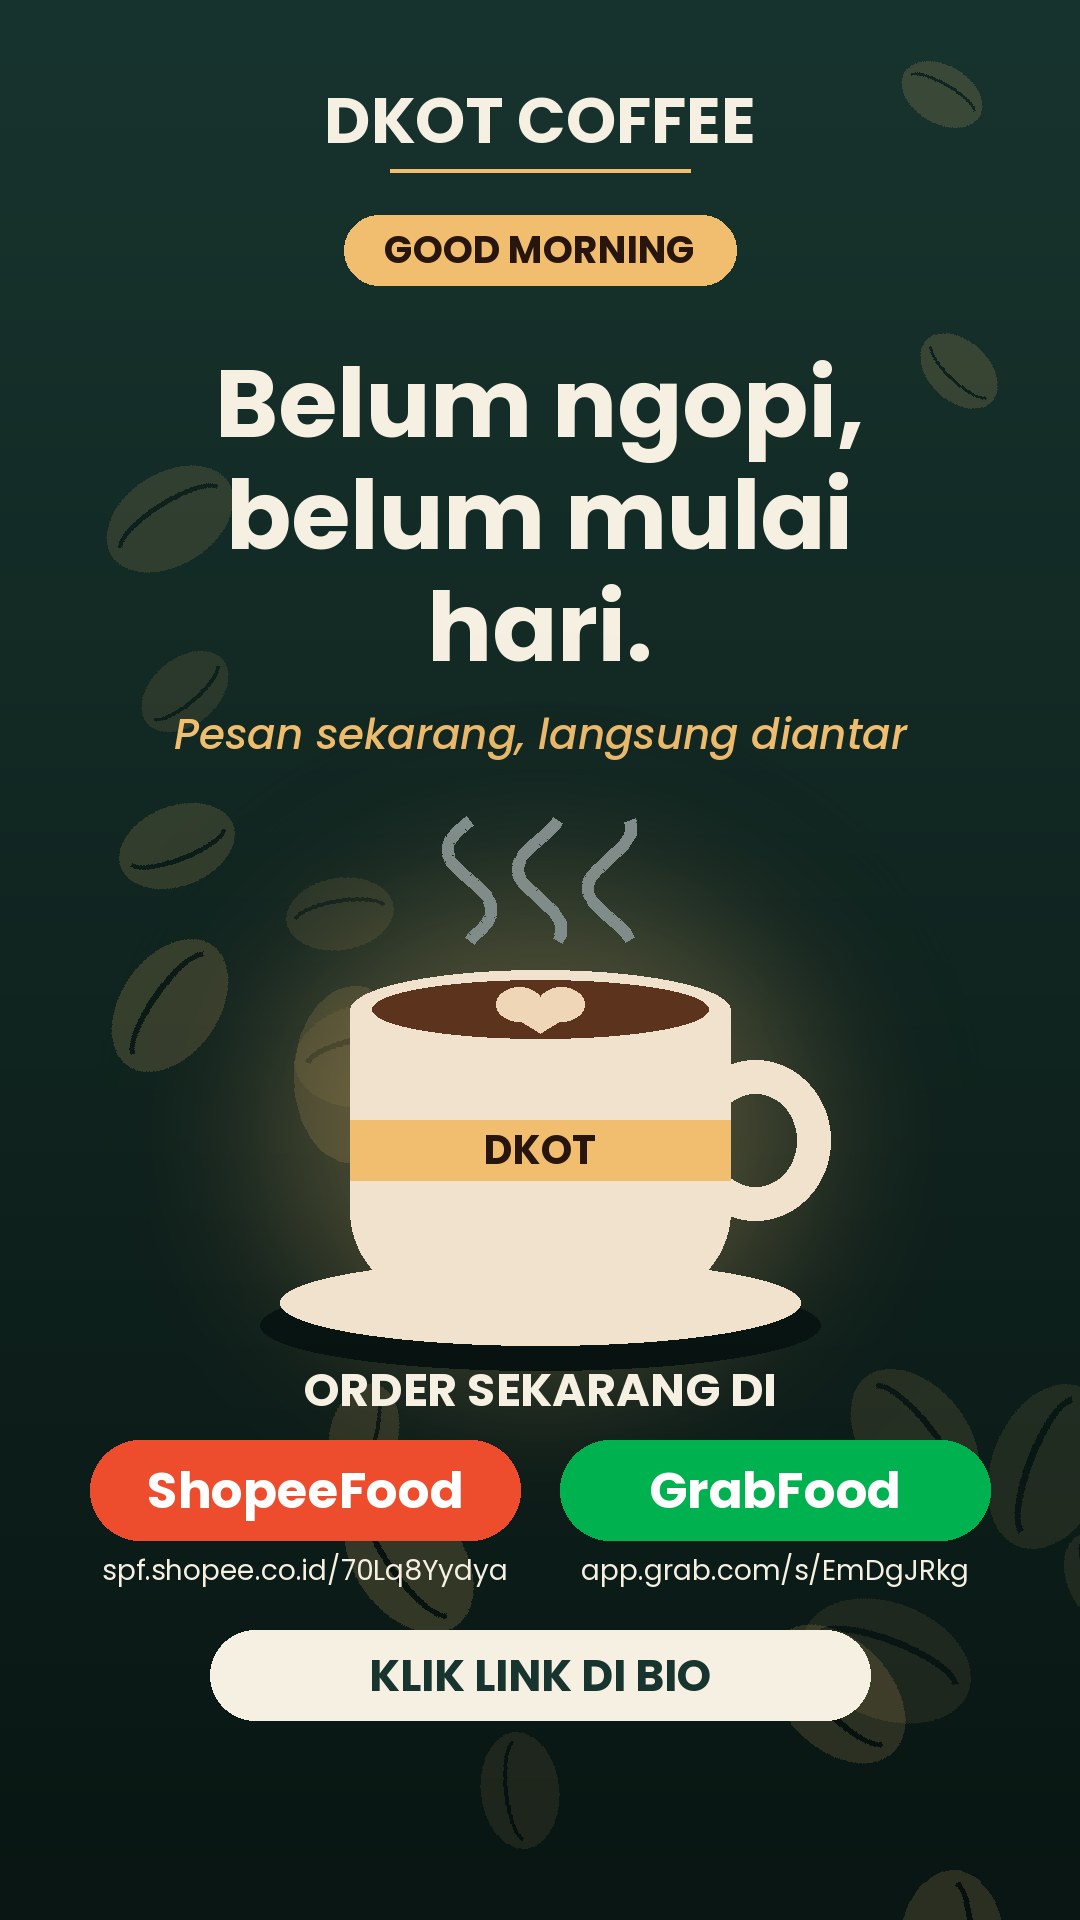 DKOT COFFEE
GOOD MORNING
Belum ngopi,
belum mulai
hari.
Pesan sekarang, langsung diantar
DKOT
ORDER SEKARANG DI
ShopeeFood
GrabFood
spf.shopee.co.id/70Lq8Yydya
app.grab.com/s/EmDgJRkg
KLIK LINK DI BIO